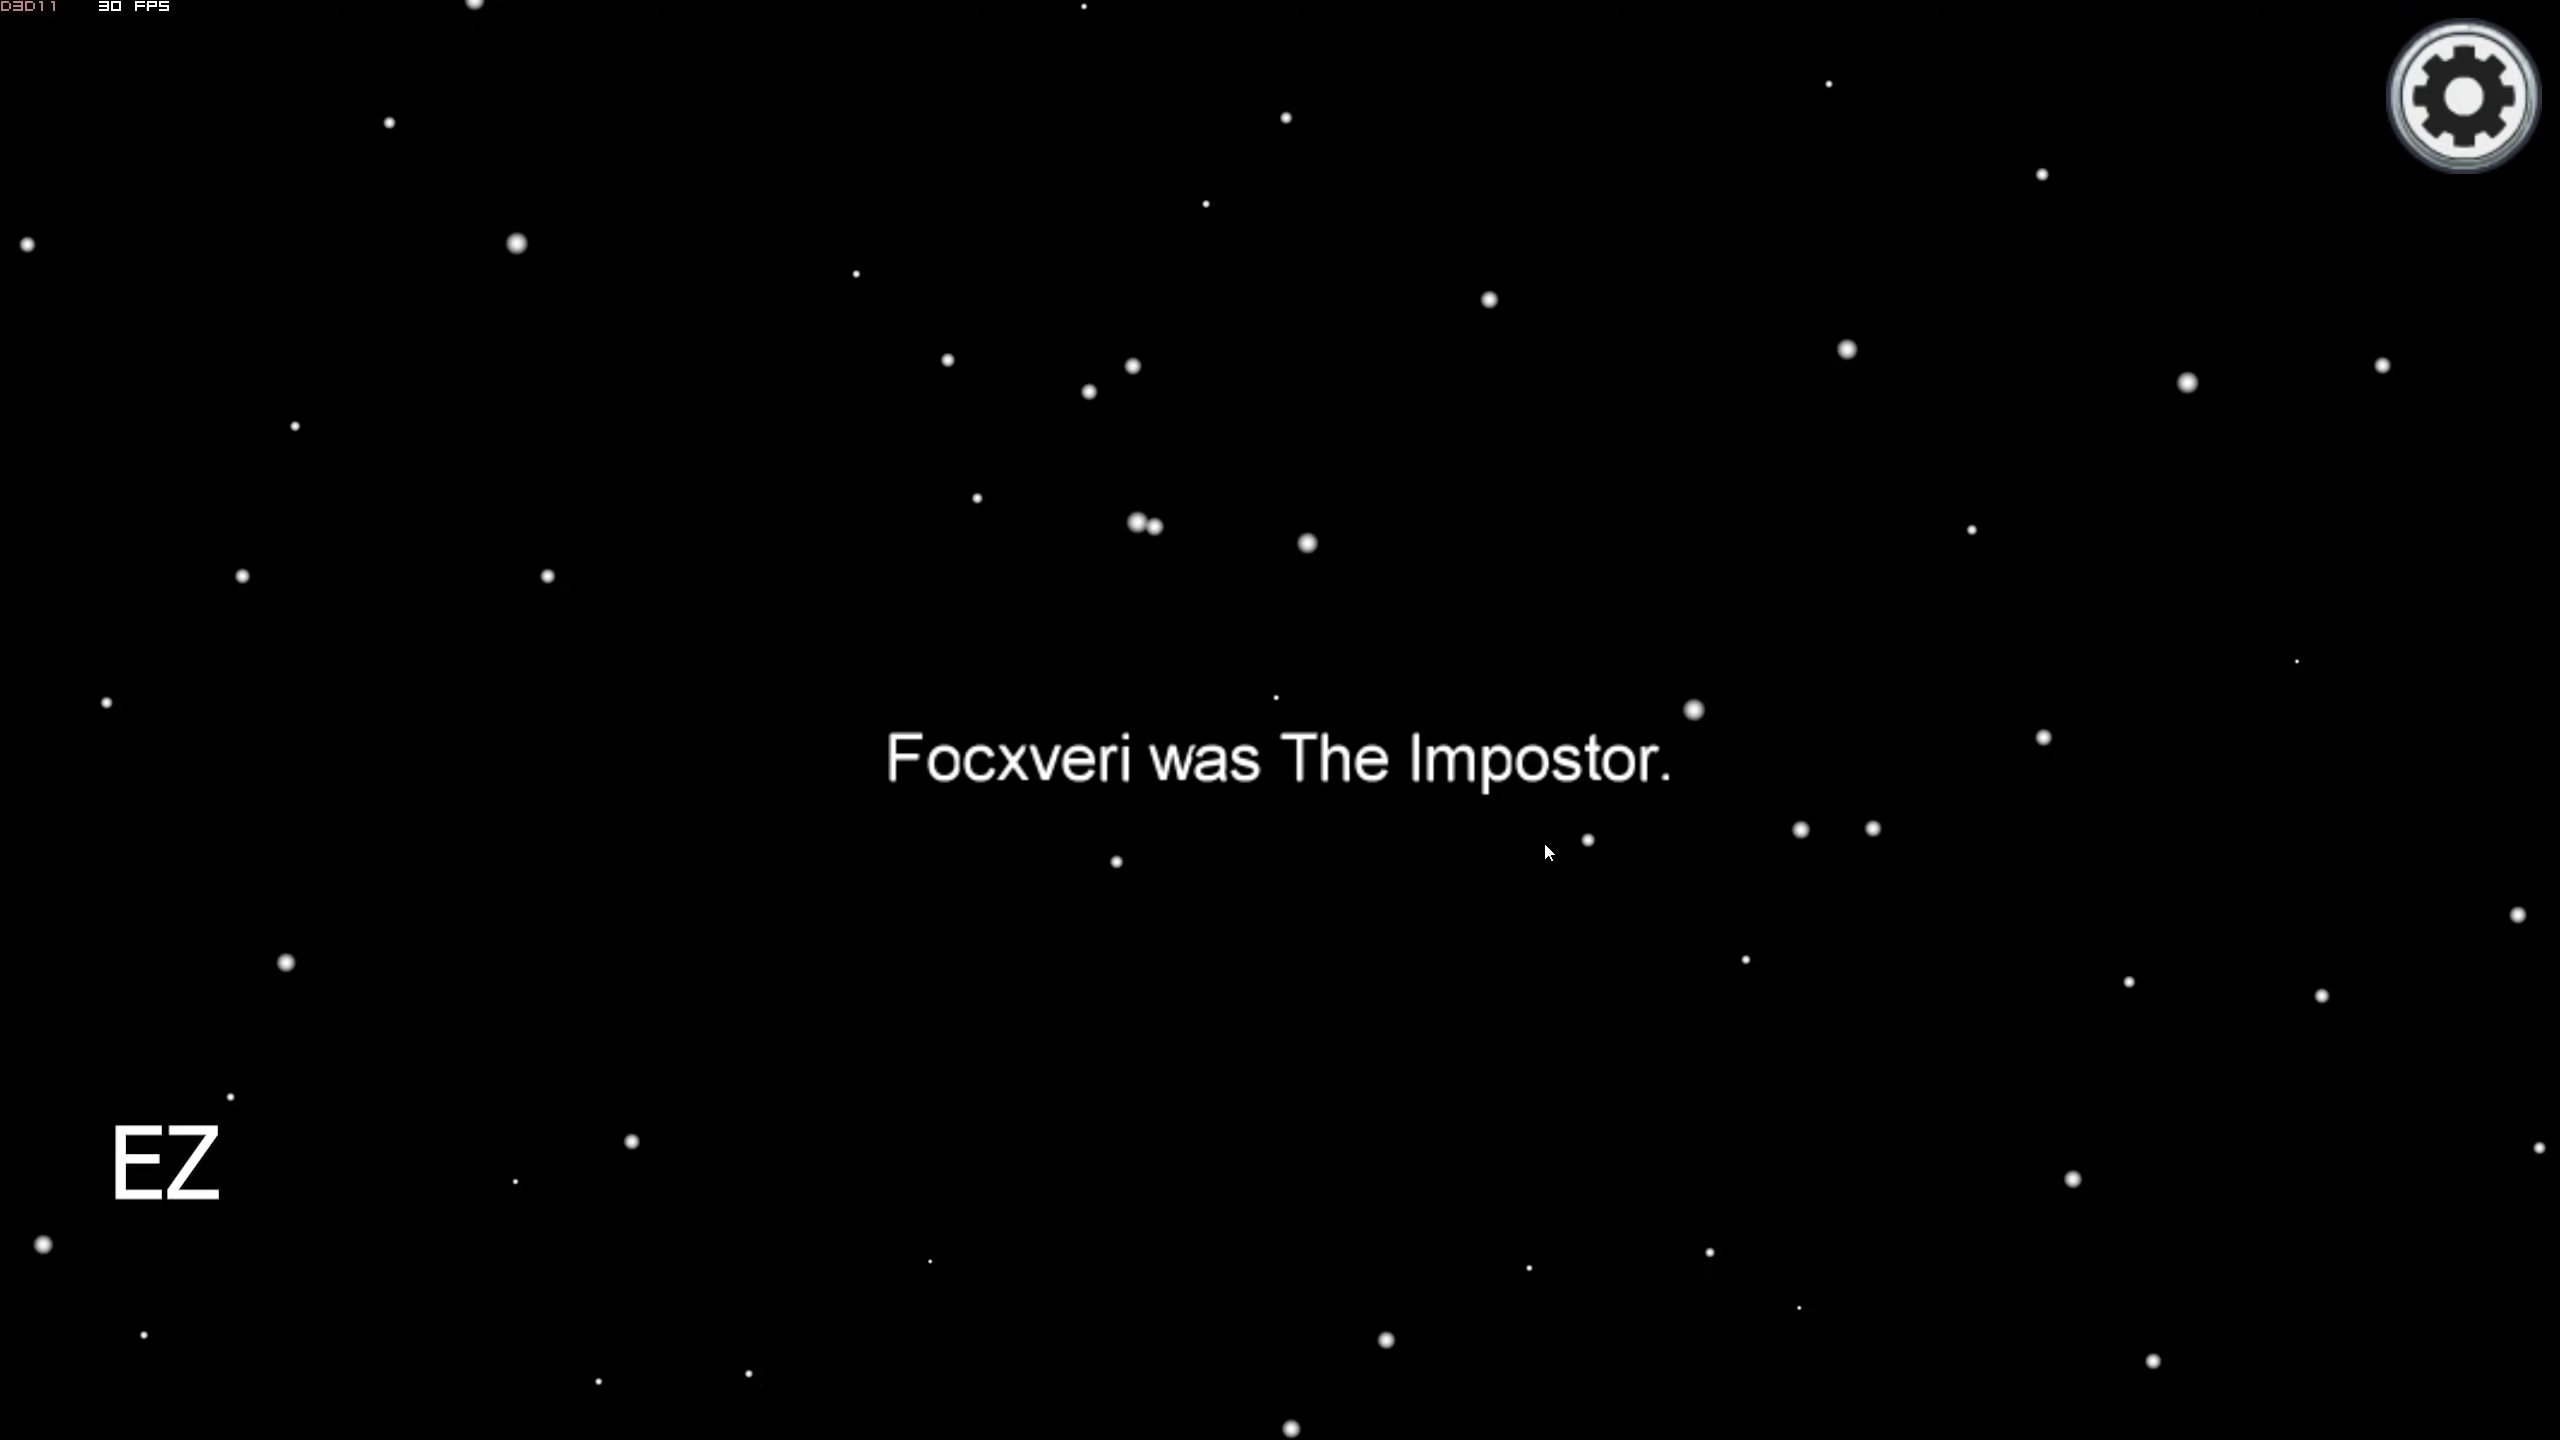 D3D11 30 FPS
Focxveri was The Impostor.
EZ